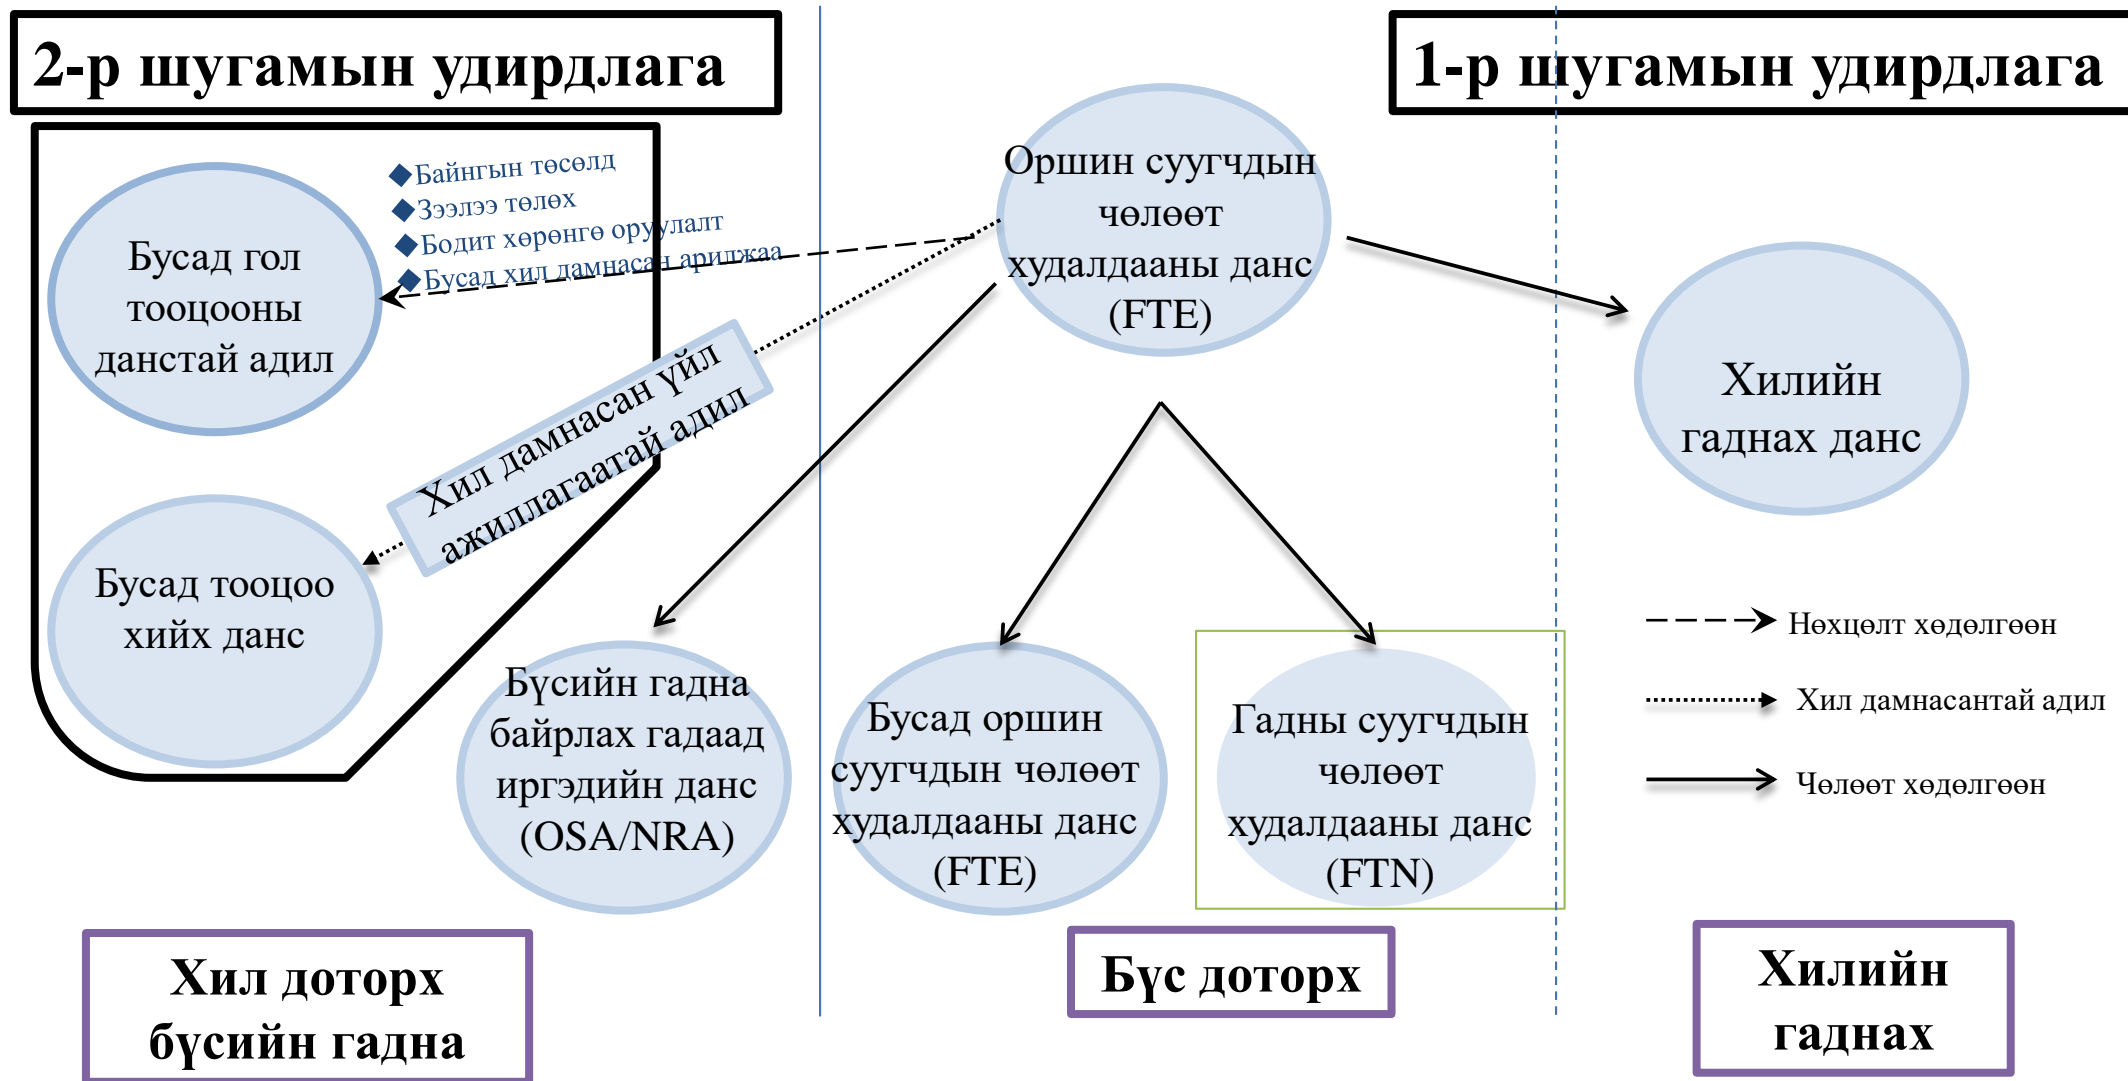 2-р шугамын удирдлага
1-р шугамын удирдлага
Байнгын төсөлд
Зээлээ төлөх
Бодит хөрөнгө оруулалт
Бусад хил дамнасан арилжаа
Оршин суугчдын
чөлөөт
худалдааны данс
(FTE)
Бусад гол
тооцооны
данстай адил
Хил дамнасан үйл
ажиллагаатай адил
Хилийн
гаднах данс
Бусад тооцоо
хийх данс
Бүсийн гадна
байрлах гадаад
иргэдийн данс
(OSA/NRA)
Бусад оршин
суугчдын чөлөөт
худалдааны данс
(FTE)
Гадны суугчдын
чөлөөт
худалдааны данс
(FTN)
Нөхцөлт хөдөлгөөн
Хил дамнасантай адил
Чөлөөт хөдөлгөөн
Хил доторх
бүсийн гадна
Бүс доторх
Хилийн
гаднах